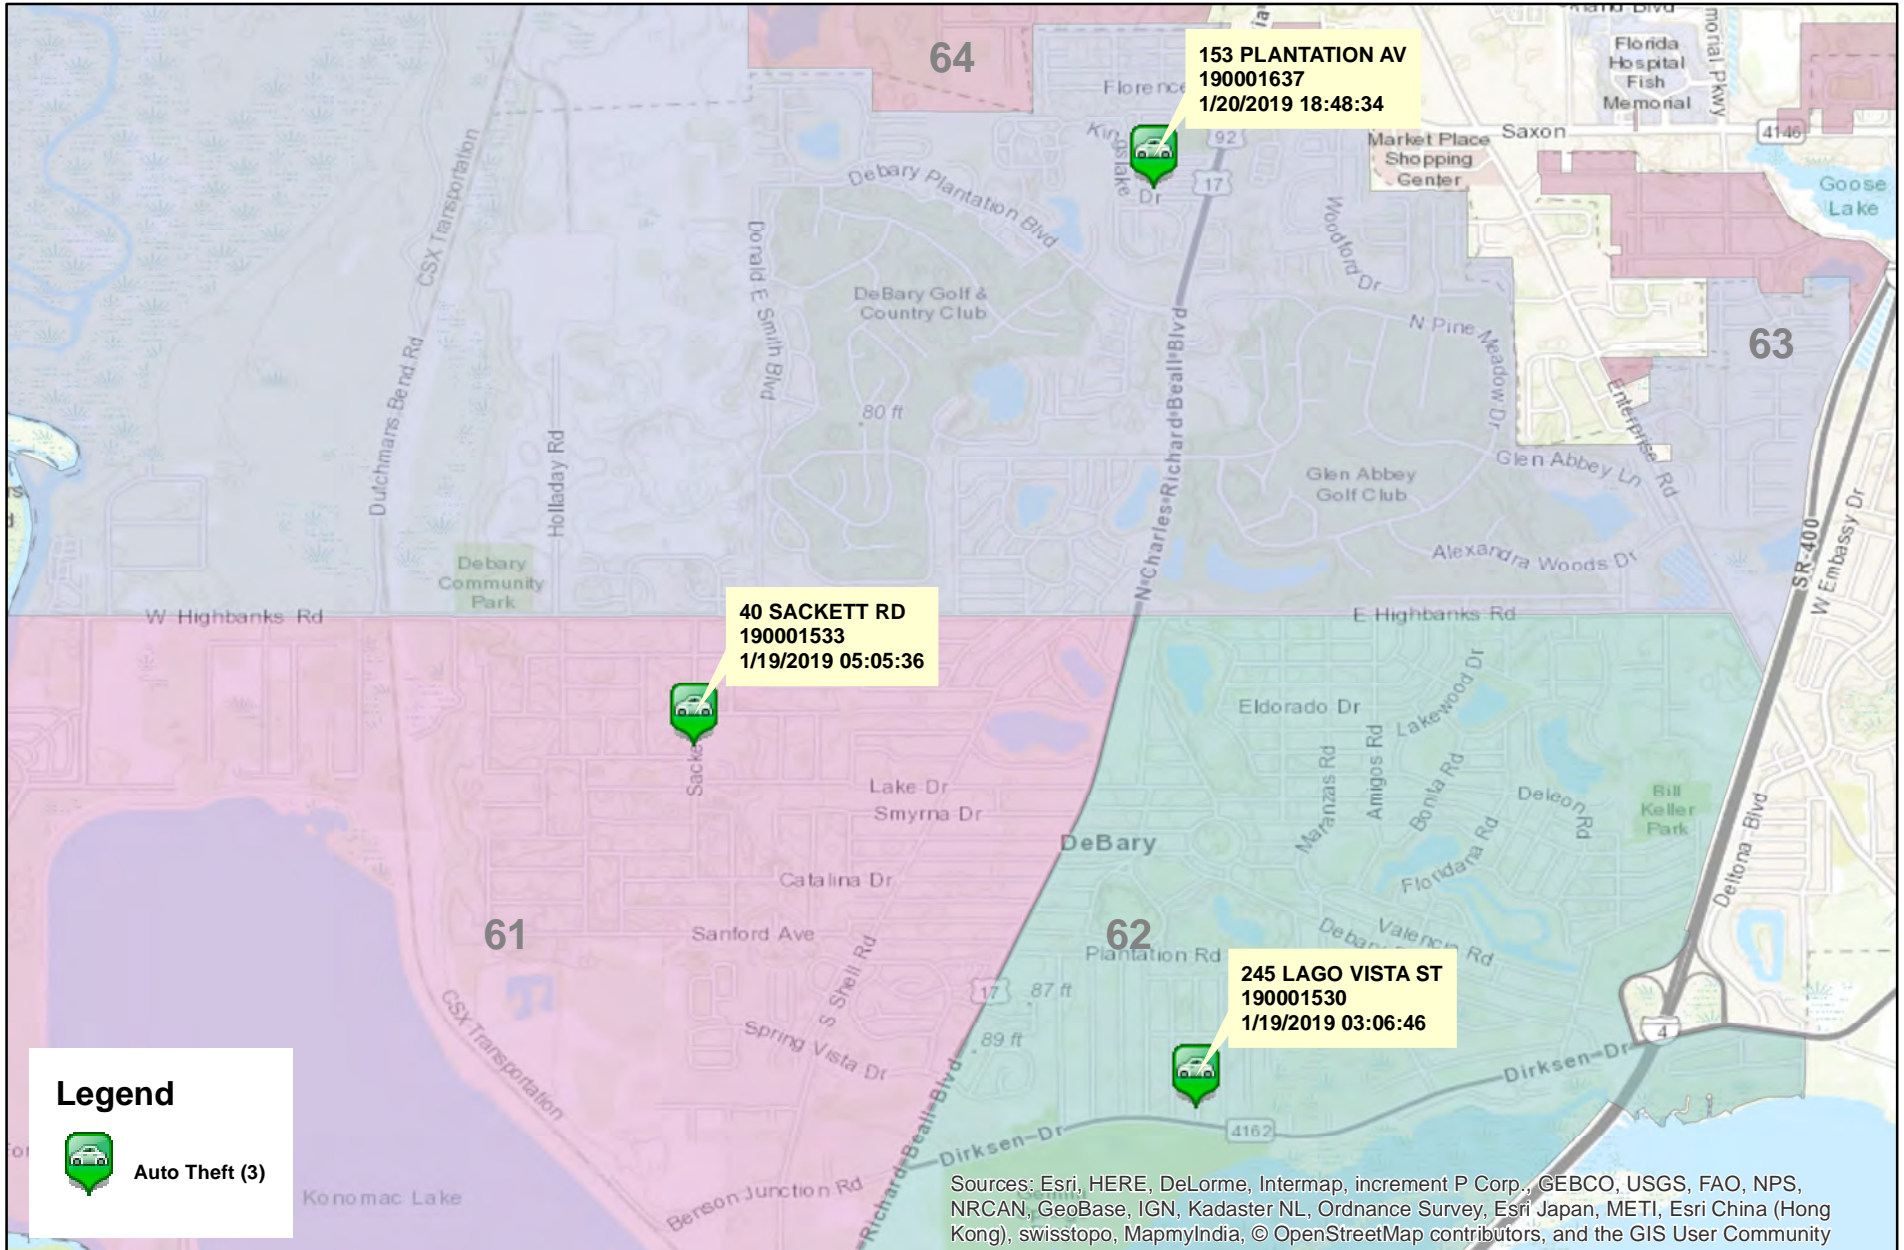 64
153 PLANTATION AV
190001637
1/20/2019 18:48:34
Florida
Hospital
Fish
Memorial
Florence
Kingslake
Dr
92
17
Market Place
Shopping
Center
Saxon
4146
Goose
Lake
CSX Transportation
Debary Plantation Blvd
Donald E Smith Blvd
Woodford Dr
DeBary Golf &
Country Club
N Pine Meadow Dr
63
Dutchmans Bend Rd
80 ft
Holladay Rd
N Charles Richard Beall Blvd
Enterprise Rd
Glen Abbey
Golf Club
Glen Abbey Ln
SR-400
W Embassy Dr
Alexandra Woods Dr
Debary
Community
Park
W Highbanks Rd
E Highbanks Rd
40 SACKETT RD
190001533
1/19/2019 05:05:36
Sacke
Eldorado Dr
Lakewood Dr
Maranzas Rd
Amigos Rd
Bonita Rd
Deleon Rd
Bill
Keller
Park
Deltona Blvd
Lake Dr
Smyrna Dr
DeBary
Floridana Rd
Catalina Dr
61
Sanford Ave
62
Plantation Rd
Valencia Rd
Debary
S Shell Rd
17
87 ft
89 ft
245 LAGO VISTA ST
190001530
1/19/2019 03:06:46
CSX Transportation
Spring Vista Dr
4
Dirksen-Dr
4162
Dirksen-Dr
Richard-Beall-Blvd
Benson Junction Rd
Konomac Lake
Legend
Auto Theft (3)
Sources: Esri, HERE, DeLorme, Intermap, increment P Corp., GEBCO, USGS, FAO, NPS,
NRCAN, GeoBase, IGN, Kadaster NL, Ordnance Survey, Esri Japan, METI, Esri China (Hong
Kong), swisstopo, MapmyIndia, © OpenStreetMap contributors, and the GIS User Community